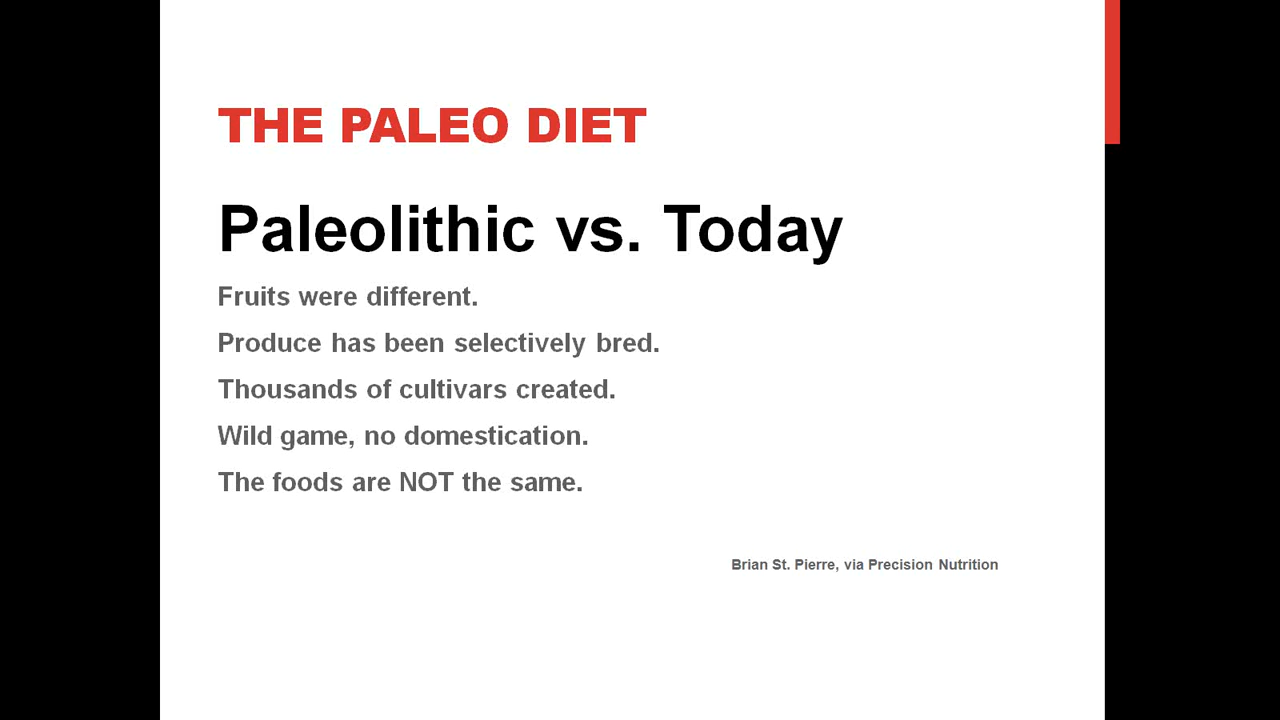 THE PALEO DIET
Paleolithic vs. Today
Fruits were different.
Produce has been selectively bred.
Thousands of cultivars created.
Wild game, no domestication.
The foods are NOT the same.
Brian St. Pierre, via Precision Nutrition